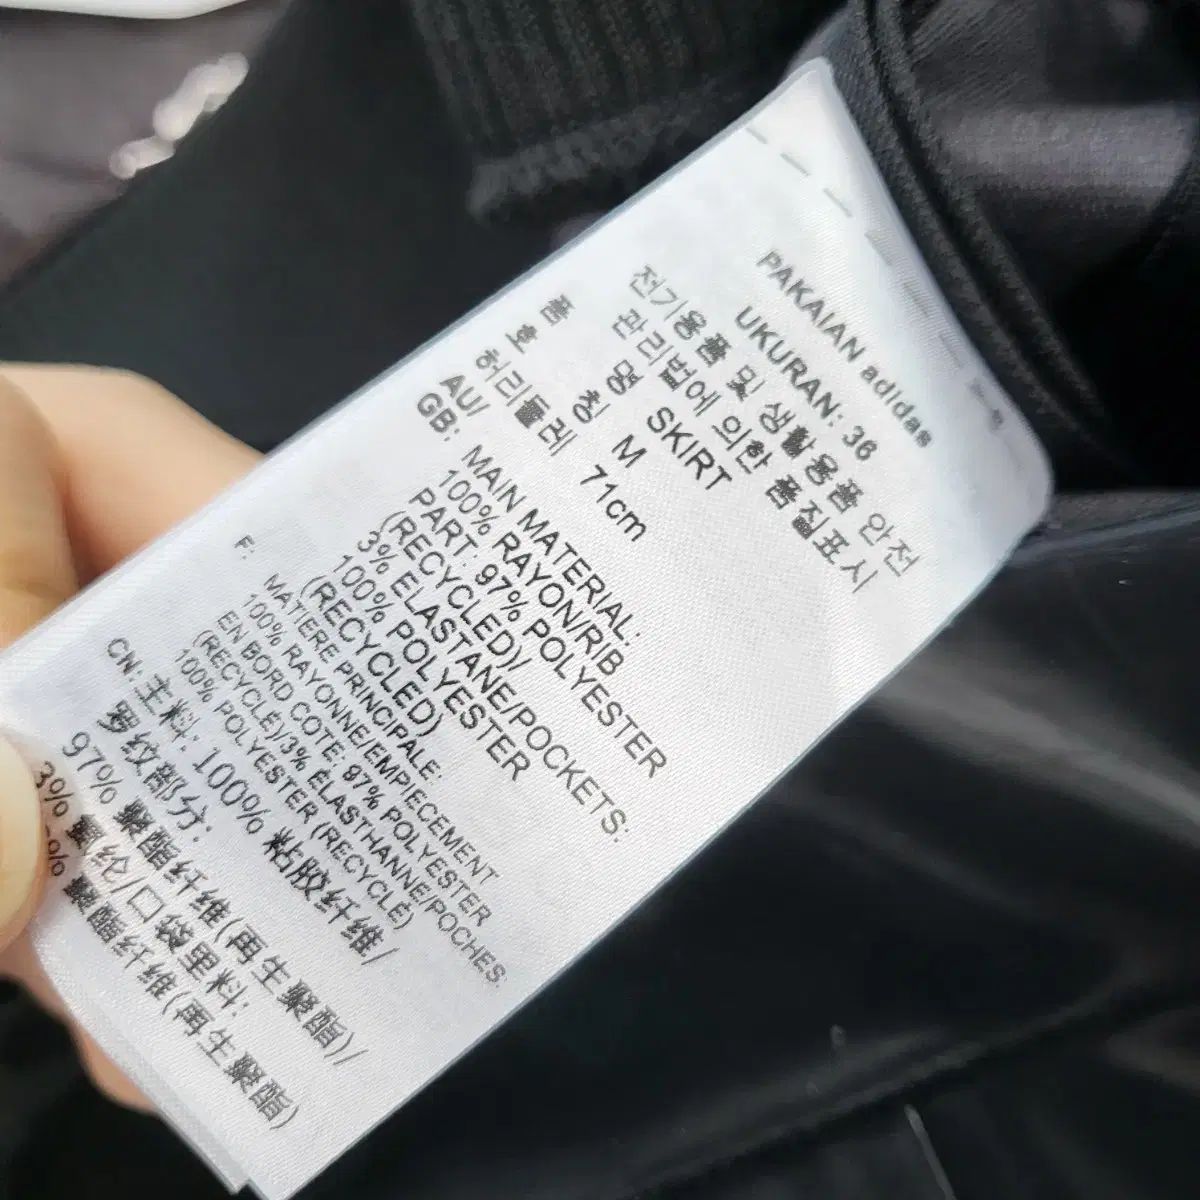 PAKAIAN adidas
UKURAN: 36
전기용품 및 생활용품 안전
관리법에 의한 품질표시
품 명 SKIRT
호 칭 M
허리둘레 71cm
AU/
GB: MAIN MATERIAL:
100% RAYON/RIB
PART: 97% POLYESTER
(RECYCLED)/
3% ELASTANE/POCKETS:
100% POLYESTER
(RECYCLED)
F: MATIERE PRINCIPALE:
100% RAYONNE/EMPIECEMENT
EN BORD COTE: 97% POLYESTER
(RECYCLÉ)/3% ÉLASTHANNE/POCHES:
100% POLYESTER (RECYCLÉ)
CN: 主料: 100% 粘胶纤维/
罗纹部分:
97% 聚酯纤维(再生聚酯)/
3% 氨纶/口袋里料:
聚酯纤维(再生聚酯)